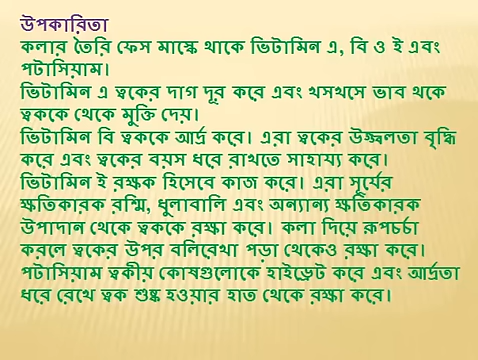 উপকারিতা
কলার তৈরি ফেস মাস্কে থাকে ভিটামিন এ, বি ও ই এবং
পটাসিয়াম।
ভিটামিন এ ত্বকের দাগ দূর করে এবং খসখসে ভাব থকে
ত্বককে থেকে মুক্তি দেয়।
ভিটামিন বি ত্বককে আর্দ্র করে। এরা ত্বকের উজ্জ্বলতা বৃদ্ধি
করে এবং ত্বকের বয়স ধরে রাখতে সাহায্য করে।
ভিটামিন ই রক্ষক হিসেবে কাজ করে। এরা সূর্যের
ক্ষতিকারক রশ্মি, ধুলাবালি এবং অন্যান্য ক্ষতিকারক
উপাদান থেকে ত্বককে রক্ষা করে। কলা দিয়ে রূপচর্চা
করলে ত্বকের উপর বলিরেখা পড়া থেকেও রক্ষা করে।
পটাসিয়াম ত্বকীয় কোষগুলোকে হাইড্রেট করে এবং আর্দ্রতা
ধরে রেখে ত্বক শুষ্ক হওয়ার হাত থেকে রক্ষা করে।